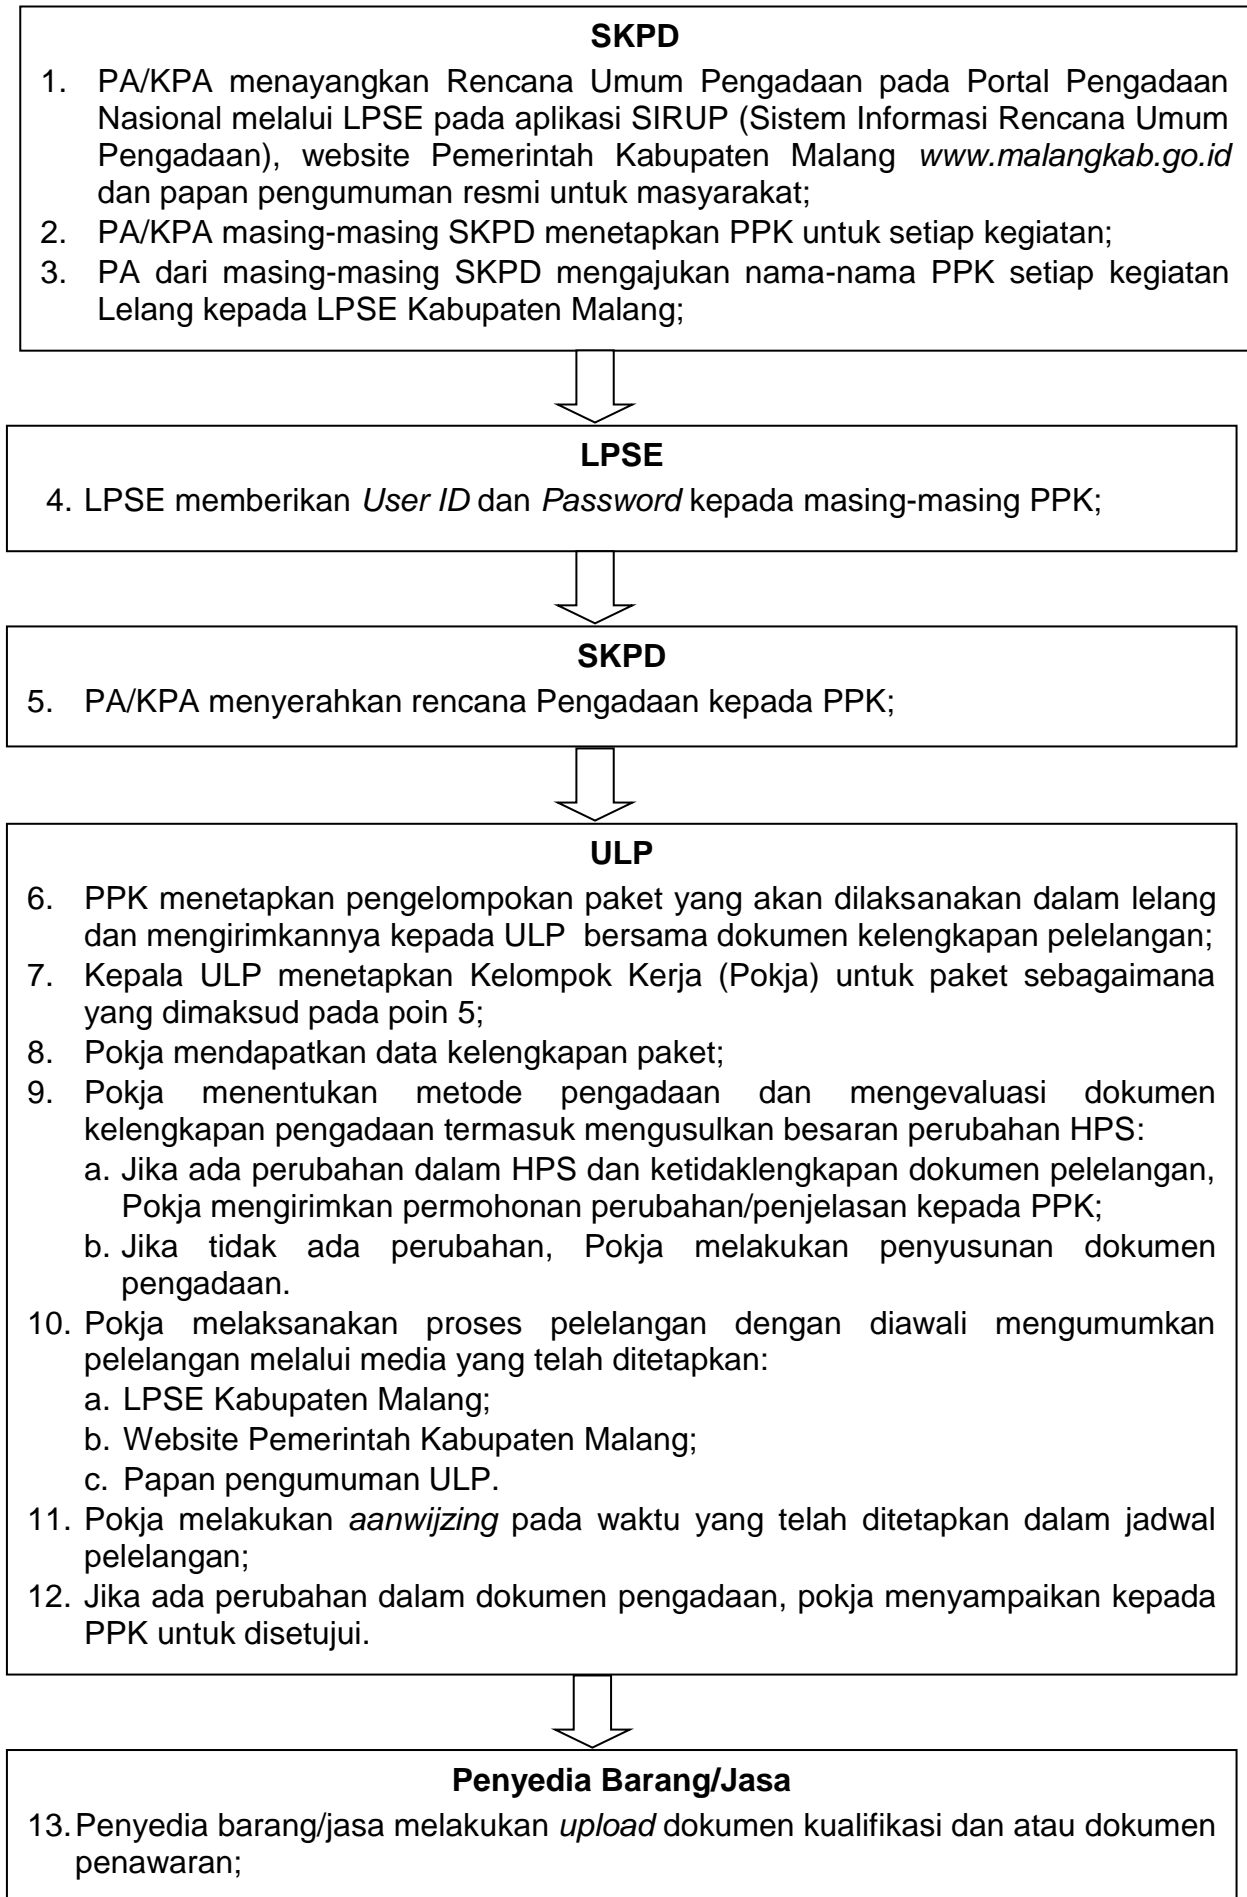 SKPD
1. PA/KPA menayangkan Rencana Umum Pengadaan pada Portal Pengadaan
Nasional melalui LPSE pada aplikasi SIRUP (Sistem Informasi Rencana Umum
Pengadaan), website Pemerintah Kabupaten Malang www.malangkab.go.id
dan papan pengumuman resmi untuk masyarakat;
2. PA/KPA masing-masing SKPD menetapkan PPK untuk setiap kegiatan;
3. PA dari masing-masing SKPD mengajukan nama-nama PPK setiap kegiatan
Lelang kepada LPSE Kabupaten Malang;
LPSE
4. LPSE memberikan User ID dan Password kepada masing-masing PPK;
SKPD
5. PA/KPA menyerahkan rencana Pengadaan kepada PPK;
ULP
6. PPK menetapkan pengelompokan paket yang akan dilaksanakan dalam lelang
dan mengirimkannya kepada ULP bersama dokumen kelengkapan pelelangan;
7. Kepala ULP menetapkan Kelompok Kerja (Pokja) untuk paket sebagaimana
yang dimaksud pada poin 5;
8. Pokja mendapatkan data kelengkapan paket;
9. Pokja menentukan metode pengadaan dan mengevaluasi dokumen
kelengkapan pengadaan termasuk mengusulkan besaran perubahan HPS:
a. Jika ada perubahan dalam HPS dan ketidaklengkapan dokumen pelelangan,
Pokja mengirimkan permohonan perubahan/penjelasan kepada PPK;
b. Jika tidak ada perubahan, Pokja melakukan penyusunan dokumen
pengadaan.
10. Pokja melaksanakan proses pelelangan dengan diawali mengumumkan
pelelangan melalui media yang telah ditetapkan:
a. LPSE Kabupaten Malang;
b. Website Pemerintah Kabupaten Malang;
c. Papan pengumuman ULP.
11. Pokja melakukan aanwijzing pada waktu yang telah ditetapkan dalam jadwal
pelelangan;
12. Jika ada perubahan dalam dokumen pengadaan, pokja menyampaikan kepada
PPK untuk disetujui.
Penyedia Barang/Jasa
13. Penyedia barang/jasa melakukan upload dokumen kualifikasi dan atau dokumen
penawaran;